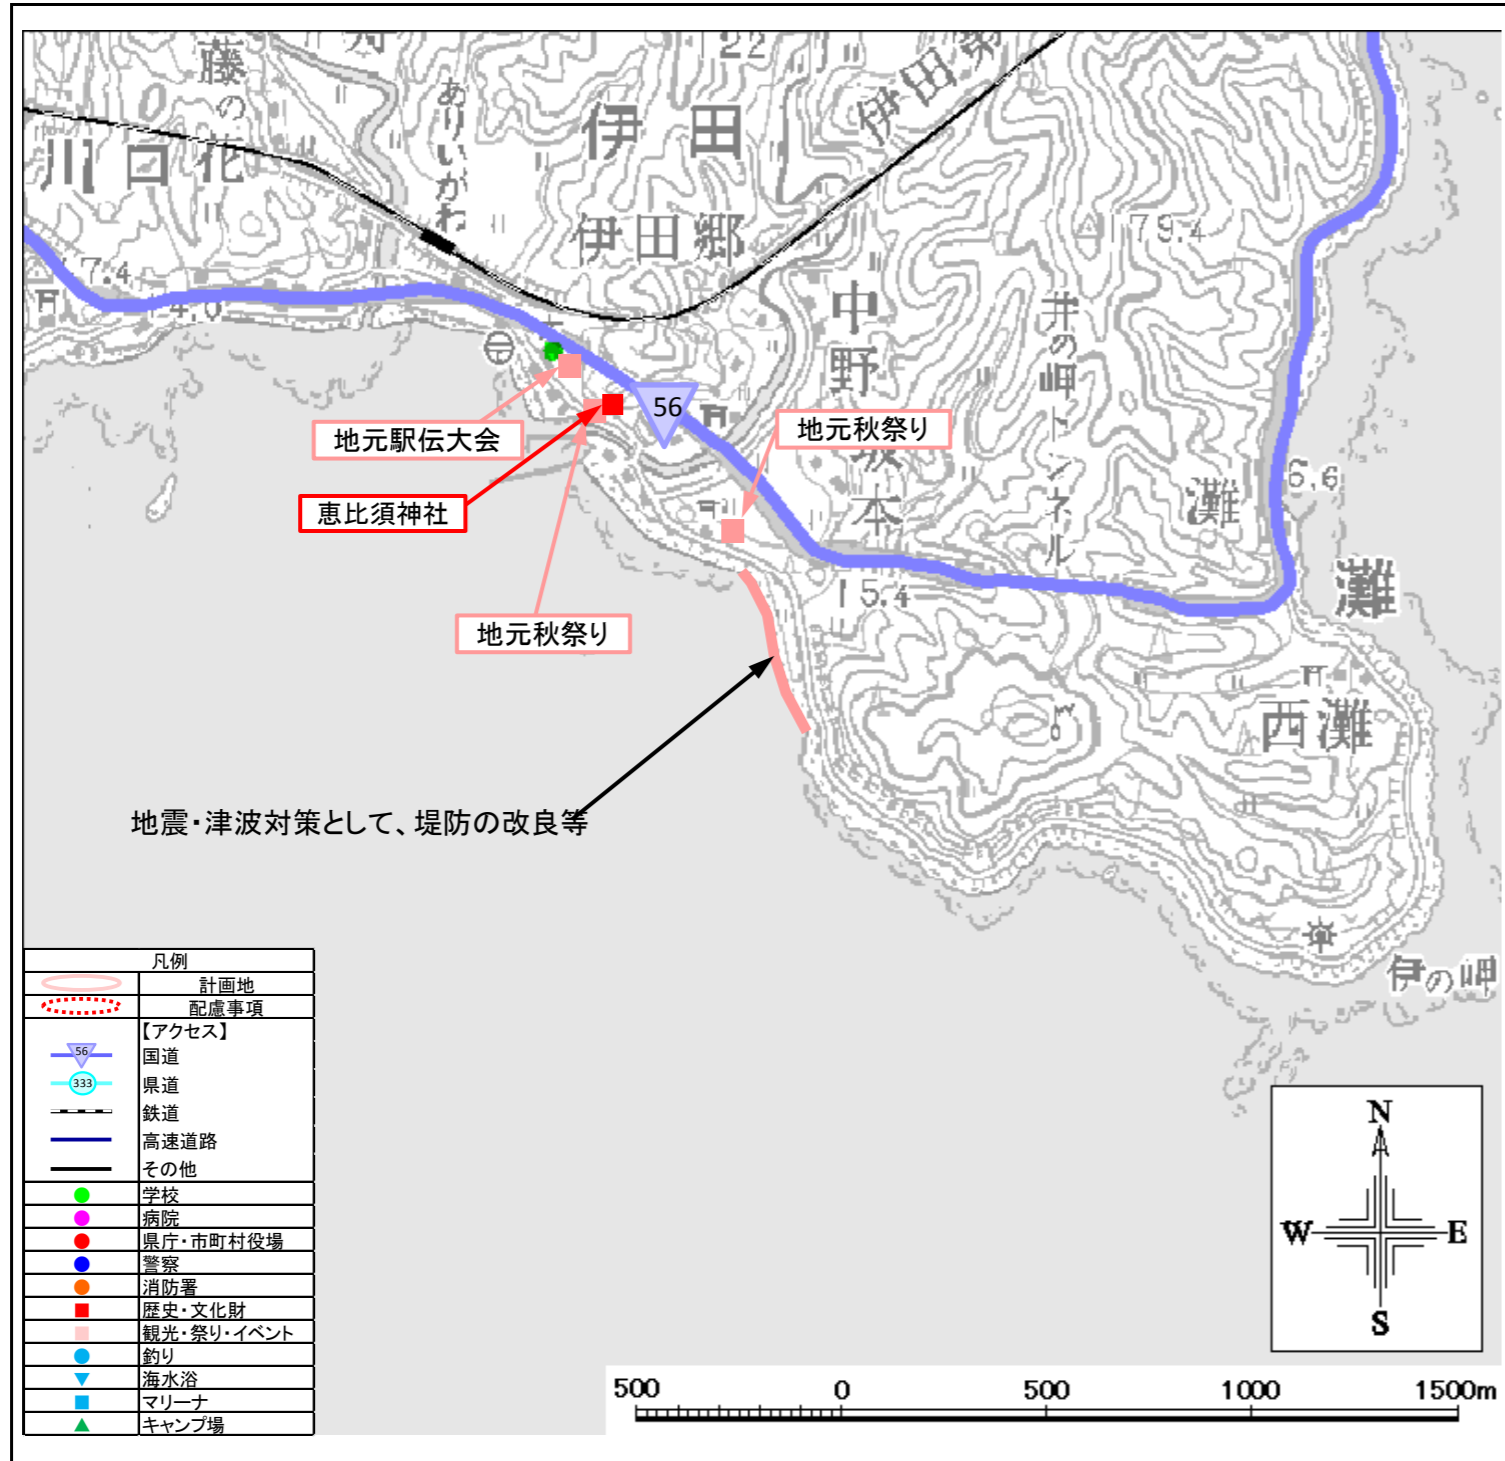 122
藤の花
ありいがわ
伊田
川口
伊田郷
179.4
17.4
4.0
中野
井の岬トンネル
56
地元駅伝大会
地元秋祭り
恵比須神社
坂本
灘
6.6
灘
15.4
地元秋祭り
西灘
地震・津波対策として、堤防の改良等
伊の岬
凡例
計画地
配慮事項
【アクセス】
56 国道
333 県道
鉄道
高速道路
その他
学校
病院
県庁・市町村役場
警察
消防署
歴史・文化財
観光・祭り・イベント
釣り
海水浴
マリーナ
キャンプ場
N
W E
S
500 0 500 1000 1500m